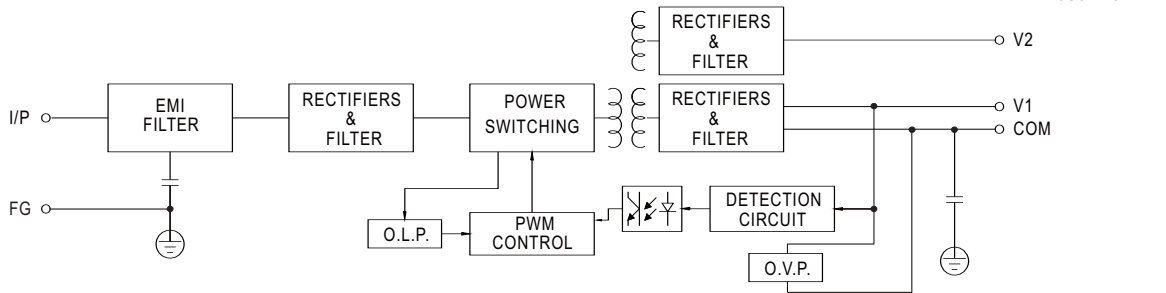 RECTIFIERS
&
FILTER
V2
I/P
EMI
FILTER
RECTIFIERS
&
FILTER
POWER
SWITCHING
RECTIFIERS
&
FILTER
V1
COM
FG
O.L.P.
PWM
CONTROL
DETECTION
CIRCUIT
O.V.P.